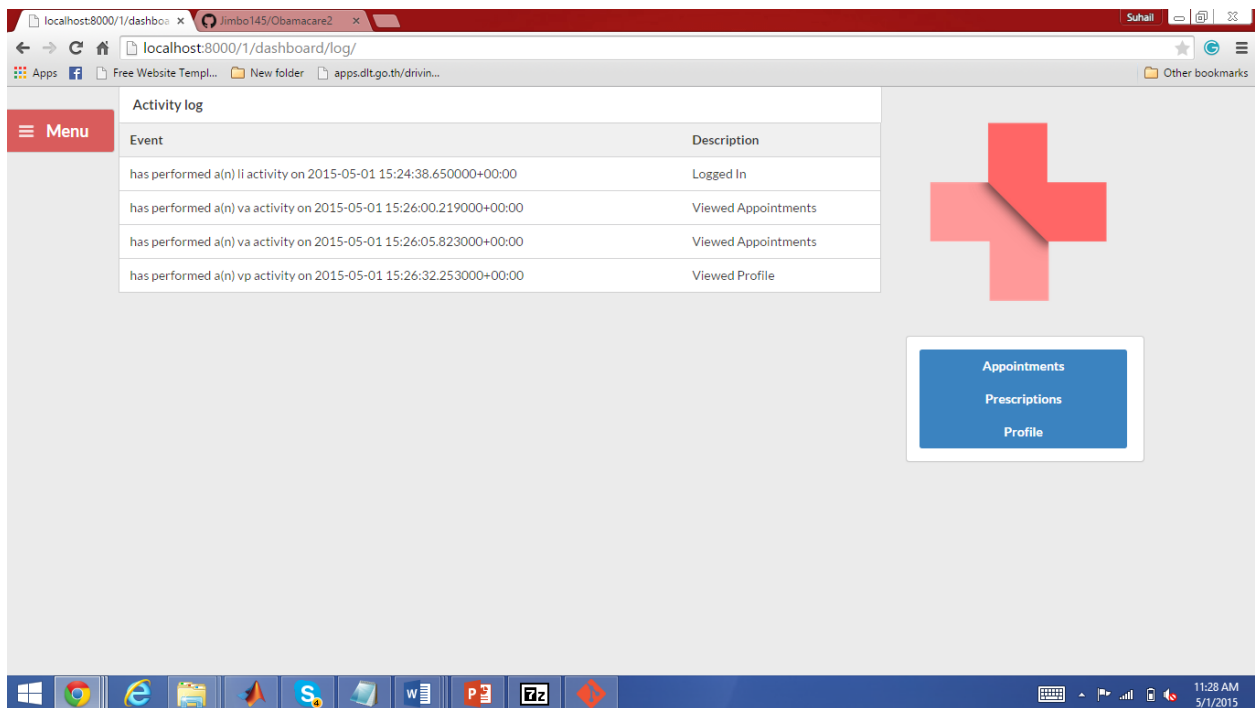 localhost:8000/1/dashboa
Jimbo145/Obamacare2
Suhail
localhost:8000/1/dashboard/log/
Apps
Free Website Templ...
New folder
apps.dlt.go.th/drivin...
Other bookmarks
Menu
Activity log
Event Description
has performed a(n) li activity on 2015-05-01 15:24:38.650000+00:00 Logged In
has performed a(n) va activity on 2015-05-01 15:26:00.219000+00:00 Viewed Appointments
has performed a(n) va activity on 2015-05-01 15:26:05.823000+00:00 Viewed Appointments
has performed a(n) vp activity on 2015-05-01 15:26:32.253000+00:00 Viewed Profile
Appointments
Prescriptions
Profile
11:28 AM
5/1/2015